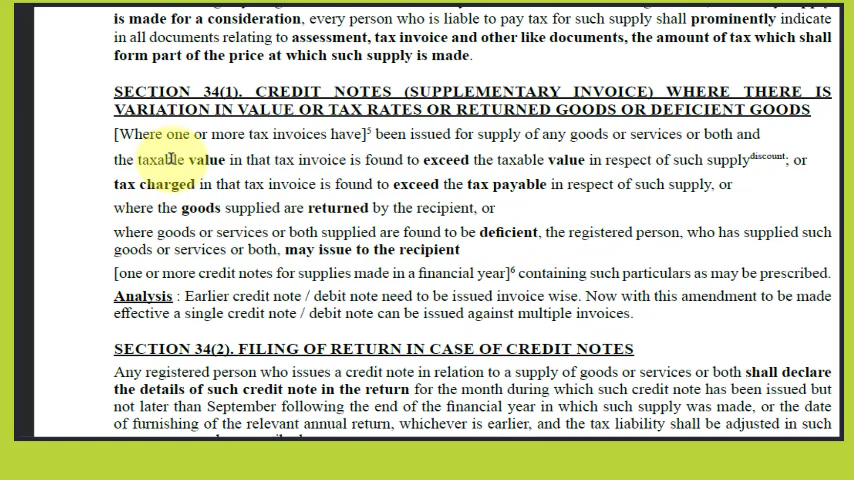 is made for a consideration, every person who is liable to pay tax for such supply shall prominently indicate
in all documents relating to assessment, tax invoice and other like documents, the amount of tax which shall
form part of the price at which such supply is made.
SECTION 34(1). CREDIT NOTES (SUPPLEMENTARY INVOICE) WHERE THERE IS
VARIATION IN VALUE OR TAX RATES OR RETURNED GOODS OR DEFICIENT GOODS
[Where one or more tax invoices have]5 been issued for supply of any goods or services or both and
the taxable value in that tax invoice is found to exceed the taxable value in respect of such supplydiscount; or
tax charged in that tax invoice is found to exceed the tax payable in respect of such supply, or
where the goods supplied are returned by the recipient, or
where goods or services or both supplied are found to be deficient, the registered person, who has supplied such
goods or services or both, may issue to the recipient
[one or more credit notes for supplies made in a financial year]6 containing such particulars as may be prescribed.
Analysis : Earlier credit note / debit note need to be issued invoice wise. Now with this amendment to be made
effective a single credit note / debit note can be issued against multiple invoices.
SECTION 34(2). FILING OF RETURN IN CASE OF CREDIT NOTES
Any registered person who issues a credit note in relation to a supply of goods or services or both shall declare
the details of such credit note in the return for the month during which such credit note has been issued but
not later than September following the end of the financial year in which such supply was made, or the date
of furnishing of the relevant annual return, whichever is earlier, and the tax liability shall be adjusted in such